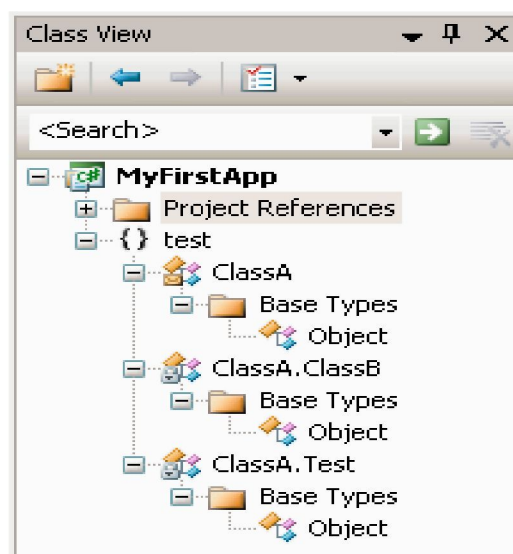 Class View
<Search>
C# MyFirstApp
Project References
{} test
ClassA
Base Types
Object
ClassA.ClassB
Base Types
Object
ClassA.Test
Base Types
Object